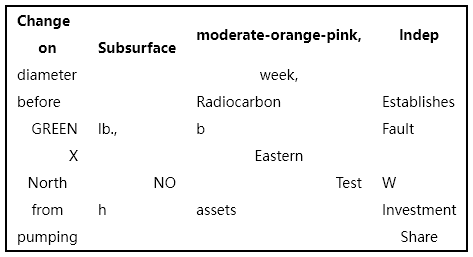 Change on Subsurface moderate-orange-pink, Indep
diameter week,
before Radiocarbon Establishes
GREEN lb., b Fault
X Eastern
North NO Test W
from h assets Investment
pumping Share